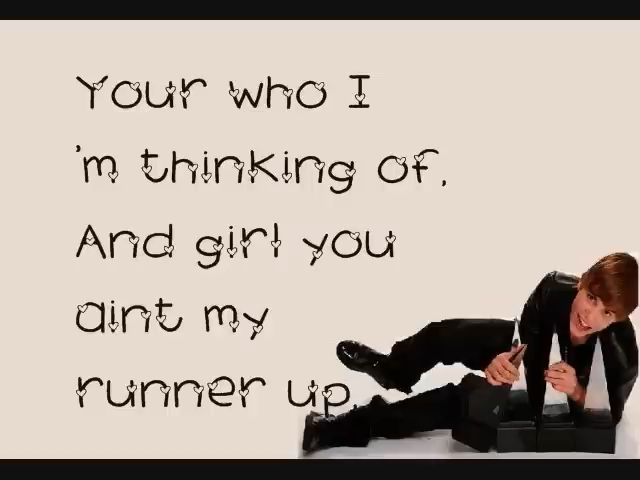 Your who I
'm thinking of,
And girl you
aint my
runner up